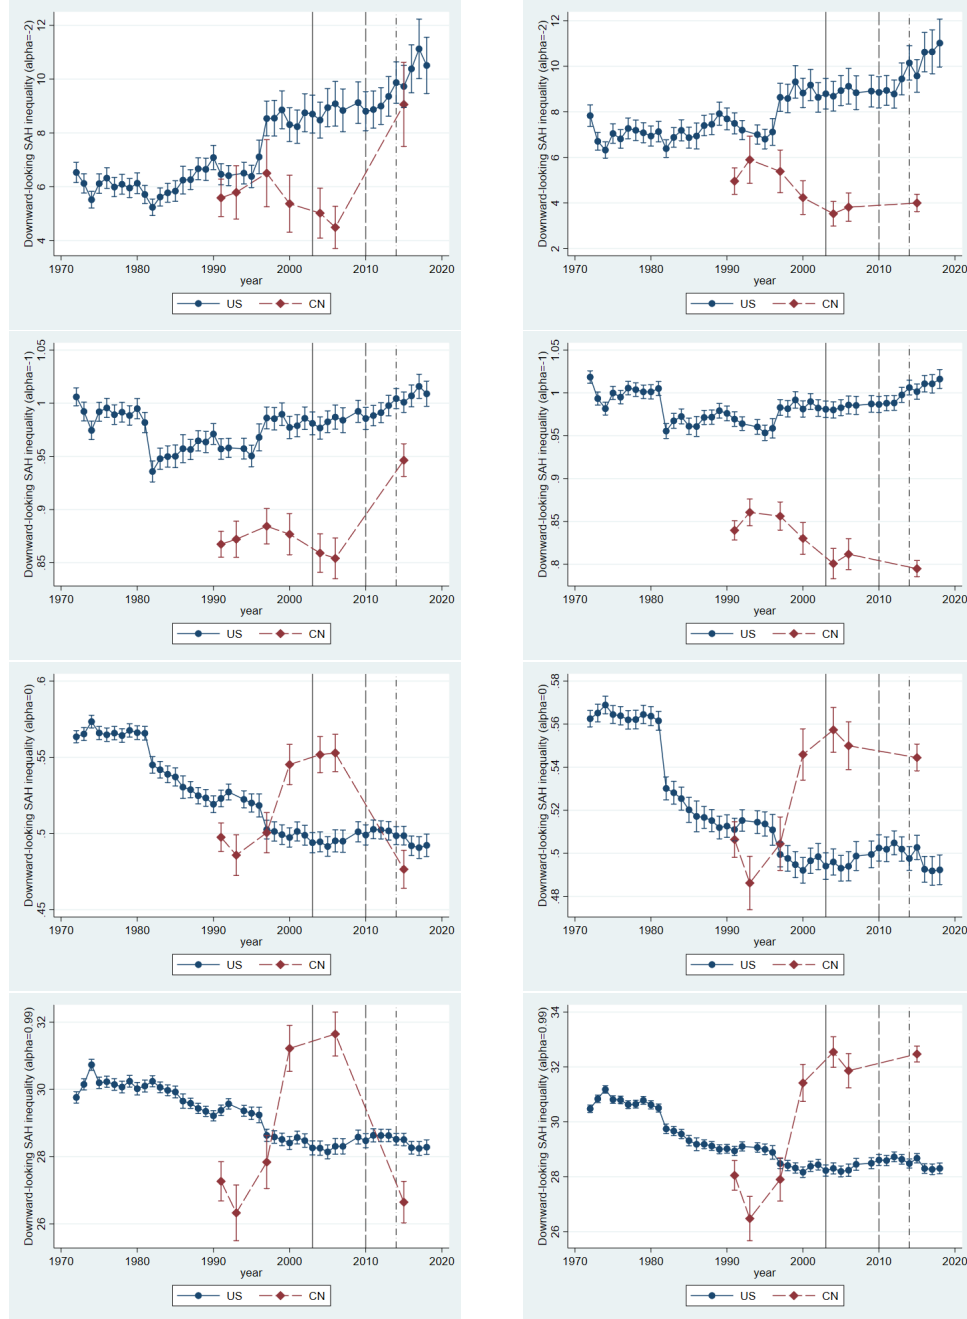 Downward-looking SAH inequality (alpha=-2)
12
10
8
6
4
1970 1980 1990 2000 2010 2020
year
US CN
Downward-looking SAH inequality (alpha=-2)
12
10
8
6
4
2
1970 1980 1990 2000 2010 2020
year
US CN
Downward-looking SAH inequality (alpha=-1)
1.05
1
.95
.9
.85
1970 1980 1990 2000 2010 2020
year
US CN
Downward-looking SAH inequality (alpha=-1)
1.05
1
.95
.9
.85
.8
1970 1980 1990 2000 2010 2020
year
US CN
Downward-looking SAH inequality (alpha=0)
.6
.55
.5
.45
1970 1980 1990 2000 2010 2020
year
US CN
Downward-looking SAH inequality (alpha=0)
.58
.56
.54
.52
.5
.48
1970 1980 1990 2000 2010 2020
year
US CN
Downward-looking SAH inequality (alpha=0.99)
32
30
28
26
1970 1980 1990 2000 2010 2020
year
US CN
Downward-looking SAH inequality (alpha=0.99)
34
32
30
28
26
1970 1980 1990 2000 2010 2020
year
US CN